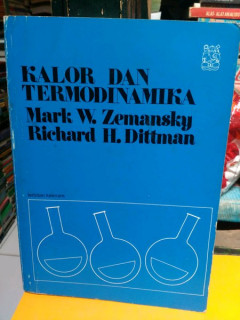 KALOR DAN
TERMODINAMIKA
Mark W. Zemansky
Richard H. Dittman